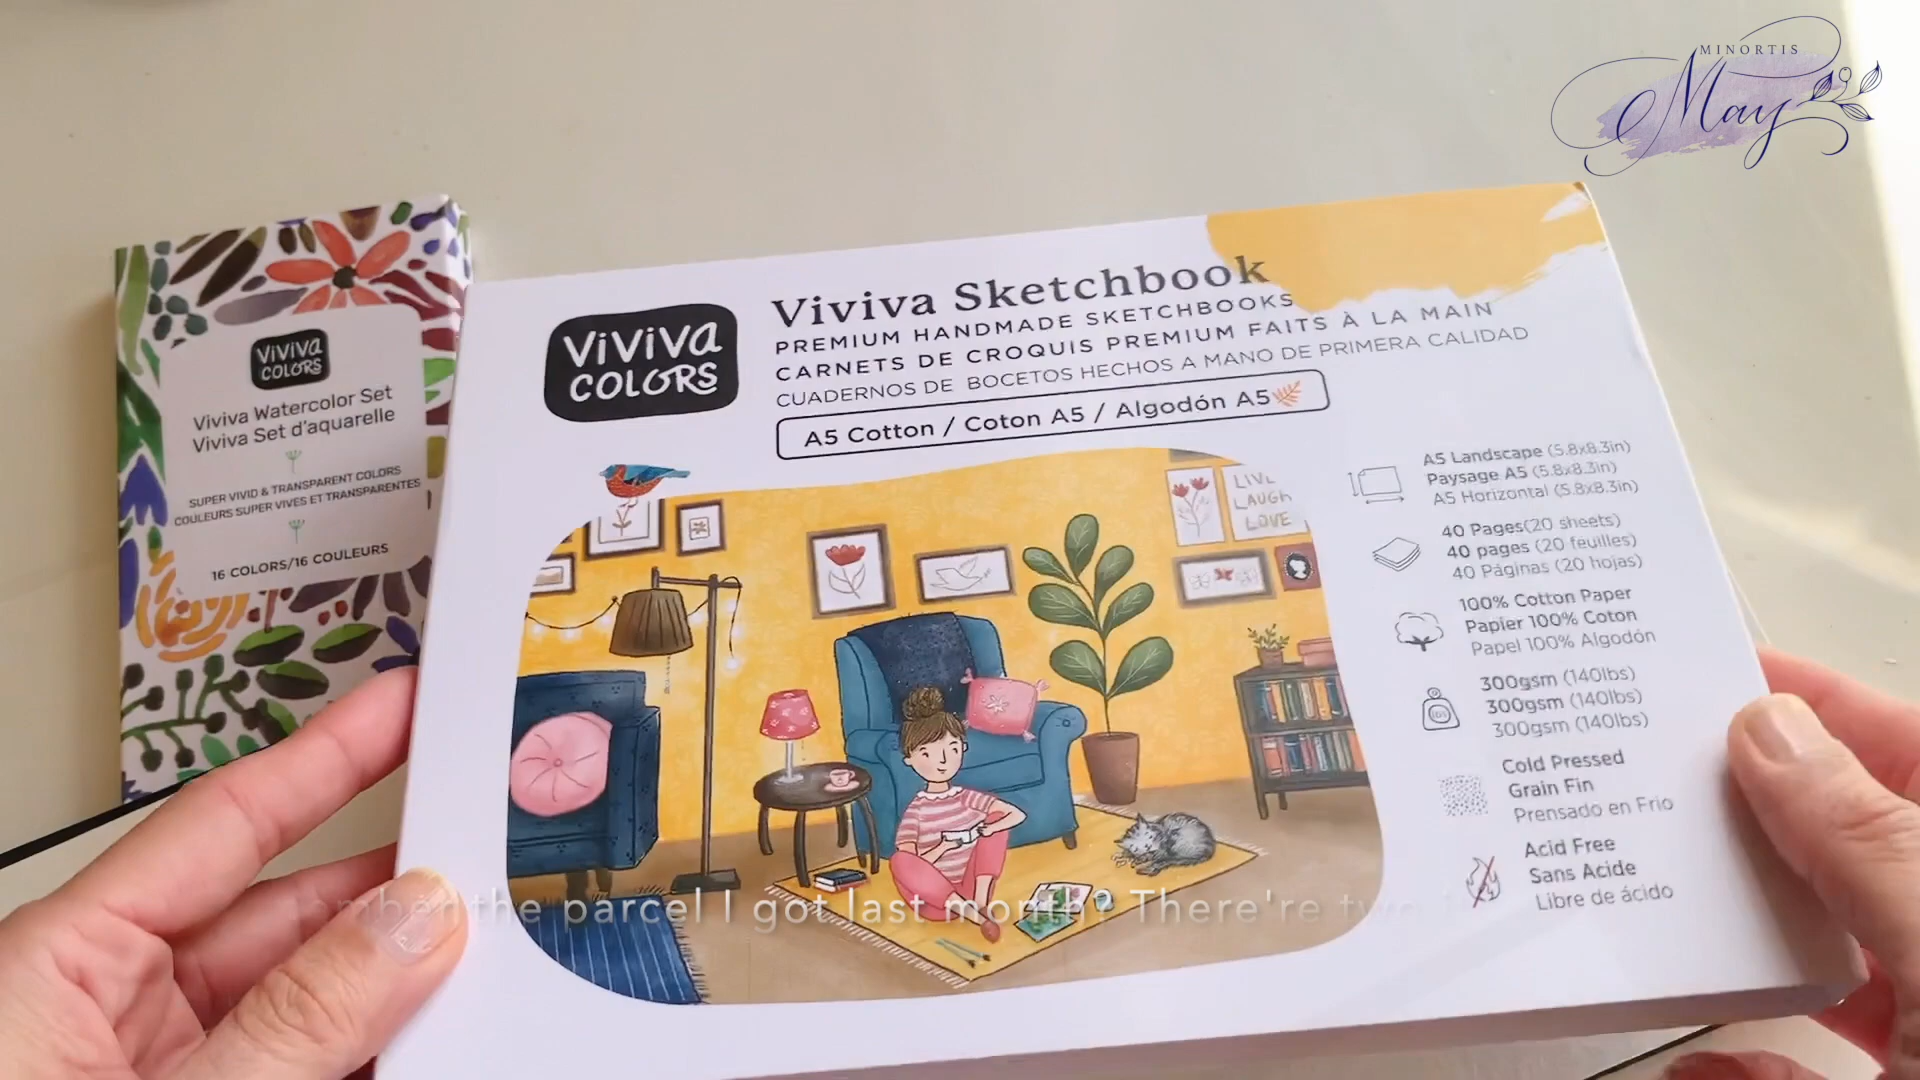 MINORTIS
May
VIVIVA
COLORS
Viviva Watercolor Set
Viviva Set d'aquarelle
SUPER VIVID & TRANSPARENT COLORS
COULEURS SUPER VIVES ET TRANSPARENTES
16 COLORS/16 COULEURS
VIVIVA
COLORS
Viviva Sketchbook
PREMIUM HANDMADE SKETCHBOOKS
CARNETS DE CROQUIS PREMIUM FAITS À LA MAIN
CUADERNOS DE BOCETOS HECHOS A MANO DE PRIMERA CALIDAD
A5 Cotton / Coton A5 / Algodón A5
LIVE
LAUGH
LOVE
A5 Landscape (5.8x8.3in)
Paysage A5 (5.8x8.3in)
A5 Horizontal (5.8x8.3in)
40 Pages(20 sheets)
40 pages (20 feuilles)
40 Páginas (20 hojas)
100% Cotton Paper
Papier 100% Coton
Papel 100% Algodón
300gsm (140lbs)
300gsm (140lbs)
300gsm (140lbs)
Cold Pressed
Grain Fin
Prensado en Frio
Acid Free
Sans Acide
Libre de ácido
the parcel I got last month? There're two